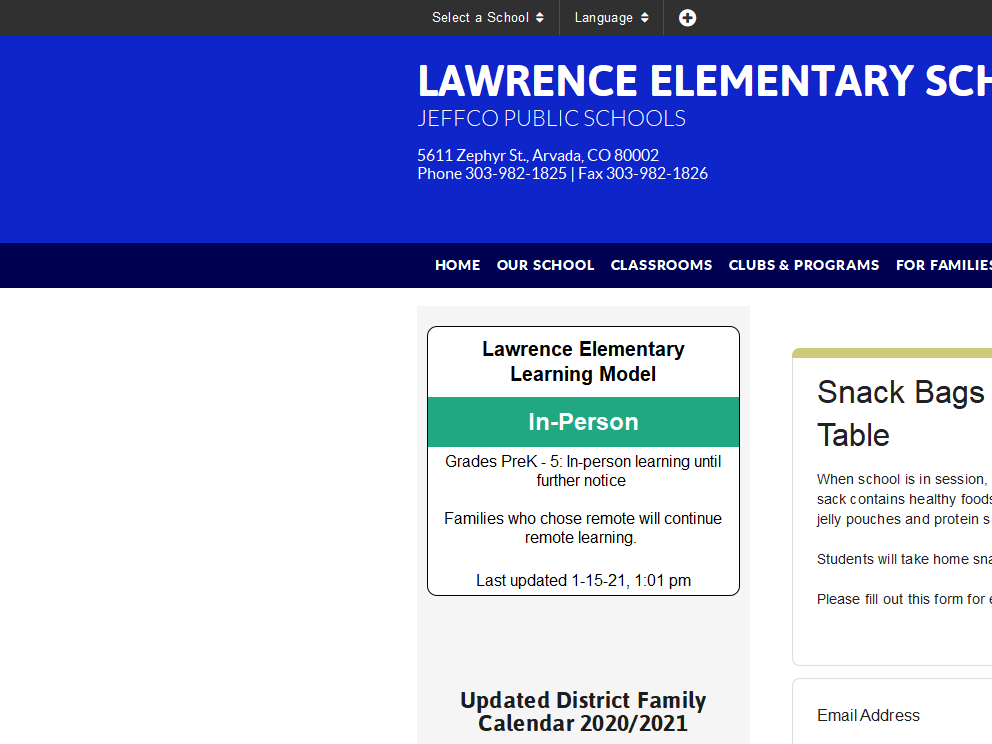 Select a School
Language
LAWRENCE ELEMENTARY SCH
JEFFCO PUBLIC SCHOOLS
5611 Zephyr St., Arvada, CO 80002
Phone 303-982-1825 | Fax 303-982-1826
HOME OUR SCHOOL CLASSROOMS CLUBS & PROGRAMS FOR FAMILIES
Lawrence Elementary
Learning Model
In-Person
Grades PreK - 5: In-person learning until
further notice
Families who chose remote will continue
remote learning.
Last updated 1-15-21, 1:01 pm
Updated District Family
Calendar 2020/2021
Snack Bags
Table
When school is in session,
sack contains healthy foods
jelly pouches and protein s
Students will take home sna
Please fill out this form for e
Email Address